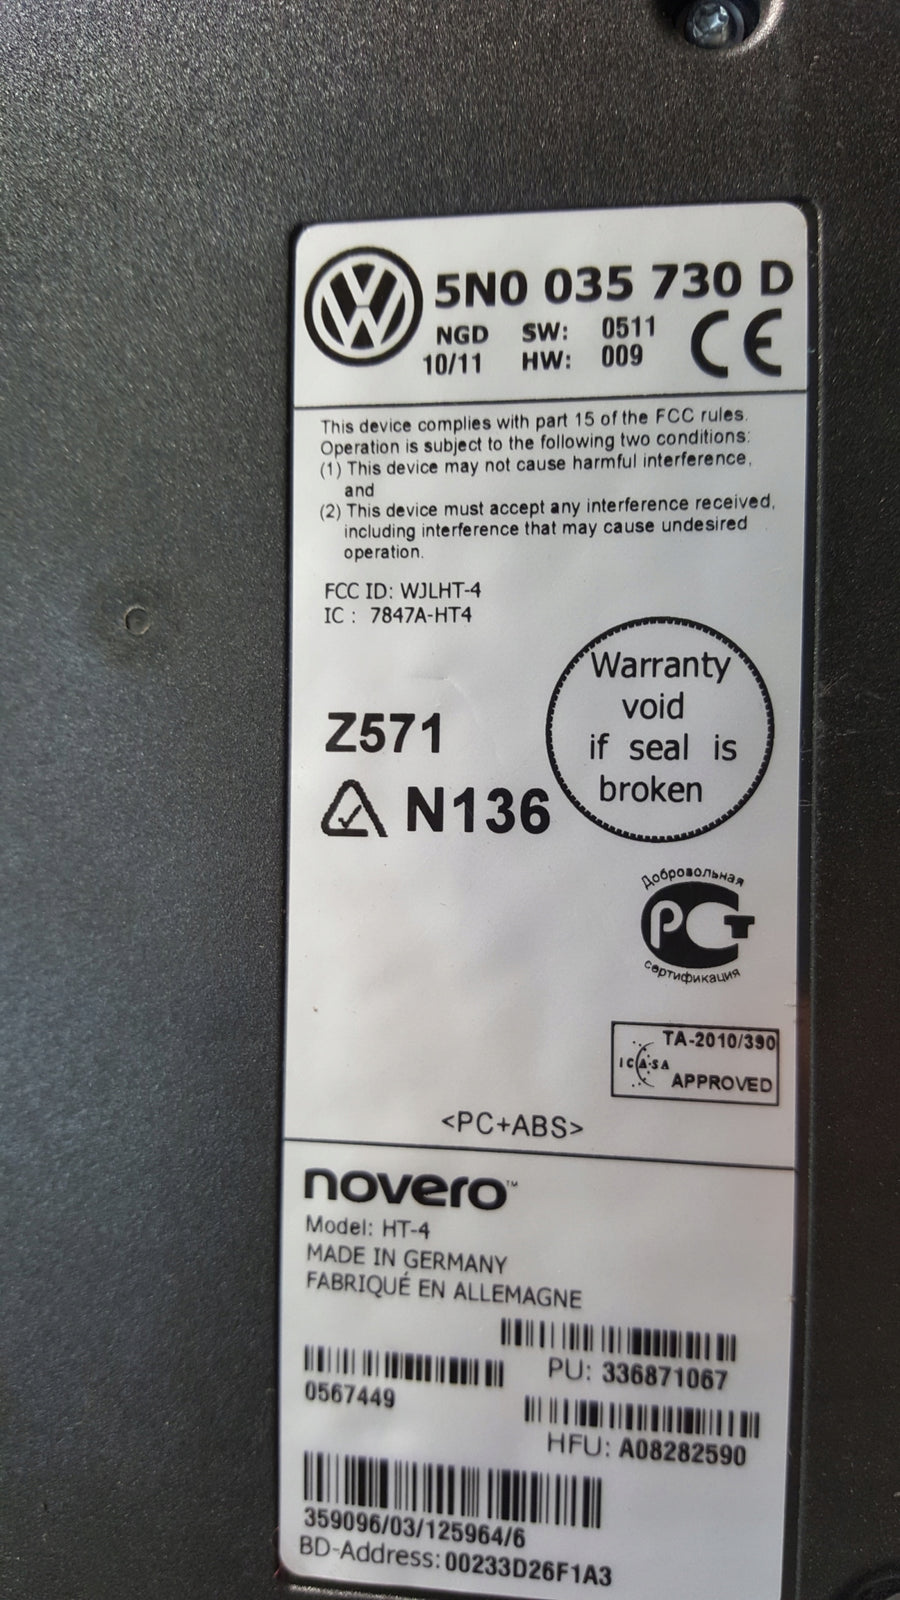 5N0 035 730 D
NGD SW: 0511
10/11 HW: 009
CE
This device complies with part 15 of the FCC rules.
Operation is subject to the following two conditions:
(1) This device may not cause harmful interference,
and
(2) This device must accept any interference received,
including interference that may cause undesired
operation.
FCC ID: WJLHT-4
IC : 7847A-HT4
Warranty
void
if seal is
broken
Z571
N136
Добровольная
РСТ
сертификация
TA-2010/390
ICASA
APPROVED
<PC+ABS>
novero™
Model: HT-4
MADE IN GERMANY
FABRIQUÉ EN ALLEMAGNE
PU: 336871067
0567449
HFU: A08282590
359096/03/125964/6
BD-Address: 00233D26F1A3